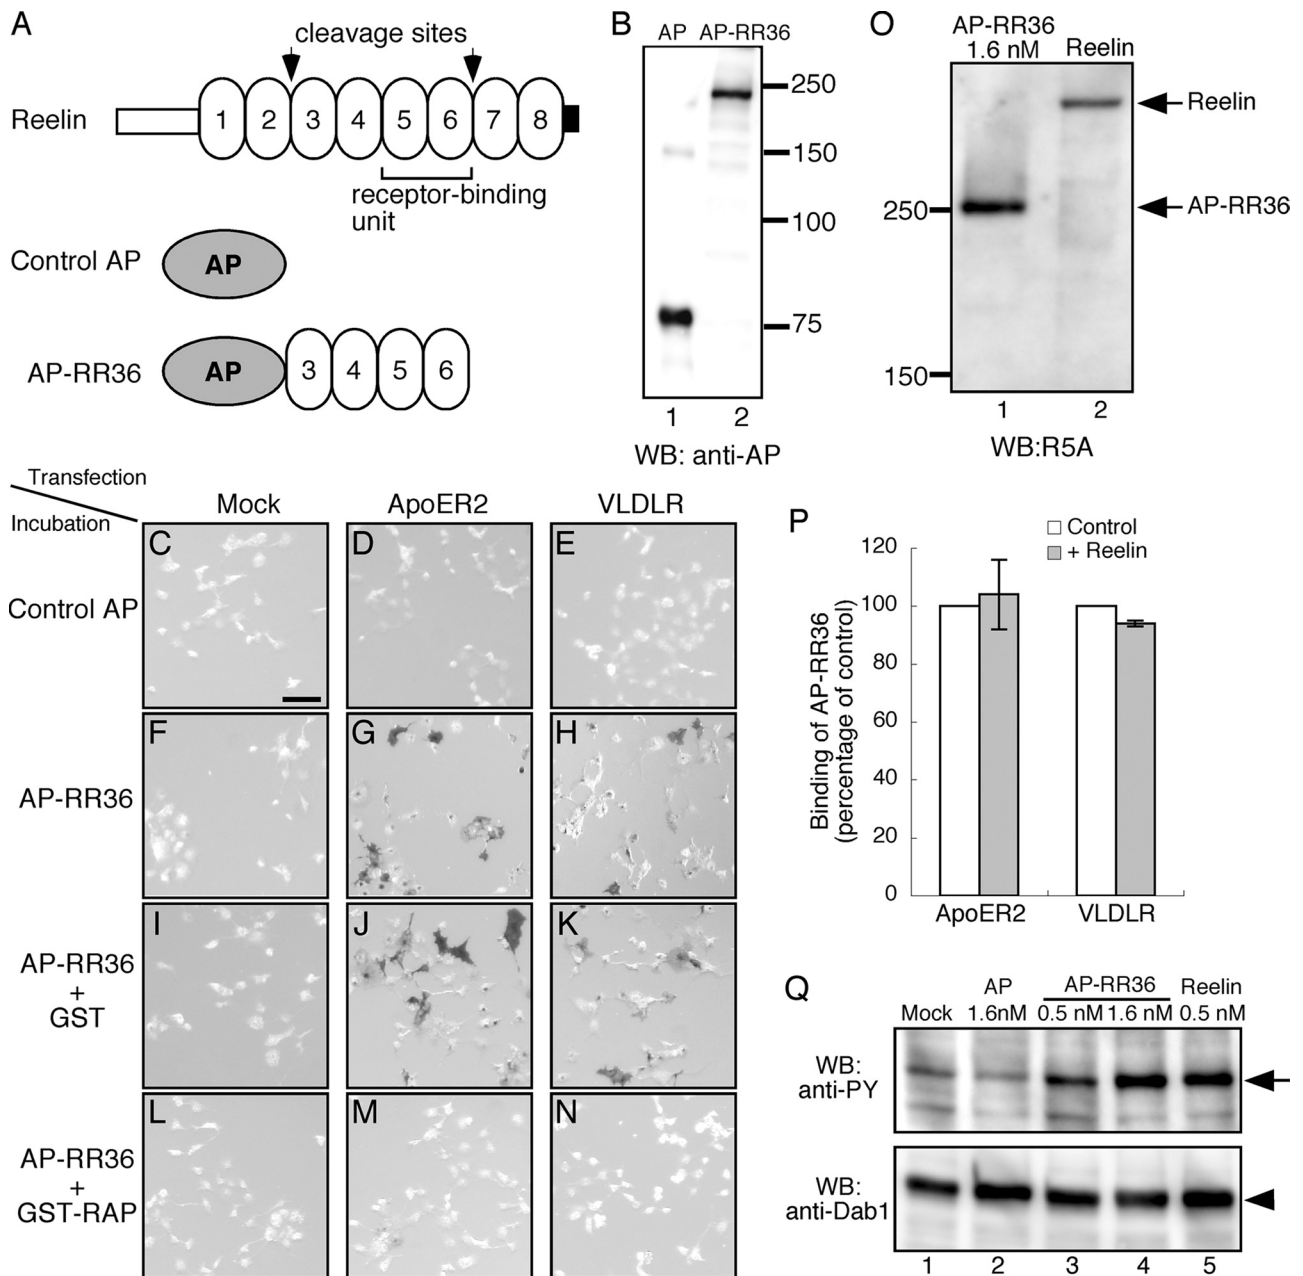 A
cleavage sites
Reelin
1 2 3 4 5 6 7 8
receptor-binding
unit
Control AP
AP
AP-RR36
AP 3 4 5 6
B
AP AP-RR36
250
150
100
75
1 2
WB: anti-AP
O
AP-RR36
1.6 nM
Reelin
Reelin
AP-RR36
250
150
1 2
WB:R5A
Transfection
Incubation
Mock ApoER2 VLDLR
Control AP
C D E
AP-RR36
F G H
AP-RR36
+
GST
I J K
AP-RR36
+
GST-RAP
L M N
P
Control
+ Reelin
Binding of AP-RR36
(percentage of control)
120
100
80
60
40
20
0
ApoER2 VLDLR
Q
Mock
AP
1.6nM
AP-RR36
0.5 nM 1.6 nM
Reelin
0.5 nM
WB:
anti-PY
WB:
anti-Dab1
1 2 3 4 5